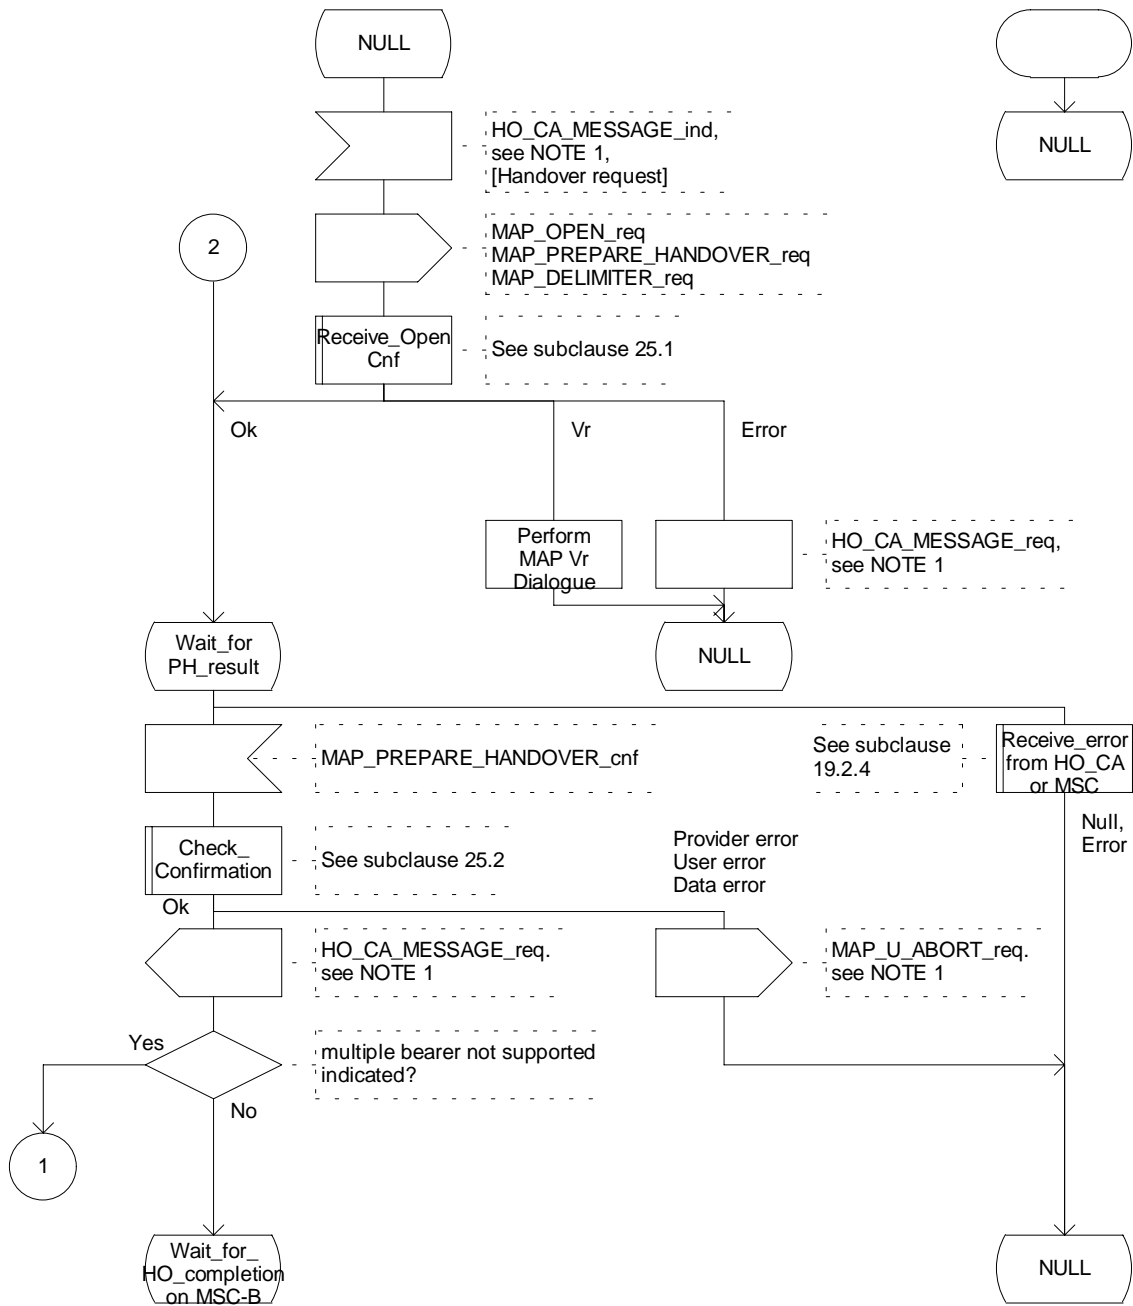 NULL
HO_CA_MESSAGE_ind,
see NOTE 1,
[Handover request]
NULL
2
MAP_OPEN_req
MAP_PREPARE_HANDOVER_req
MAP_DELIMITER_req
Receive_Open
Cnf
See subclause 25.1
Ok
Vr
Error
Perform
MAP Vr
Dialogue
HO_CA_MESSAGE_req,
see NOTE 1
Wait_for
PH_result
NULL
MAP_PREPARE_HANDOVER_cnf
See subclause
19.2.4
Receive_error
from HO_CA
or MSC
Null,
Error
Check_
Confirmation
See subclause 25.2
Provider error
User error
Data error
Ok
HO_CA_MESSAGE_req.
see NOTE 1
MAP_U_ABORT_req.
see NOTE 1
Yes
multiple bearer not supported
indicated?
No
1
Wait_for_
HO_completion
on MSC-B
NULL